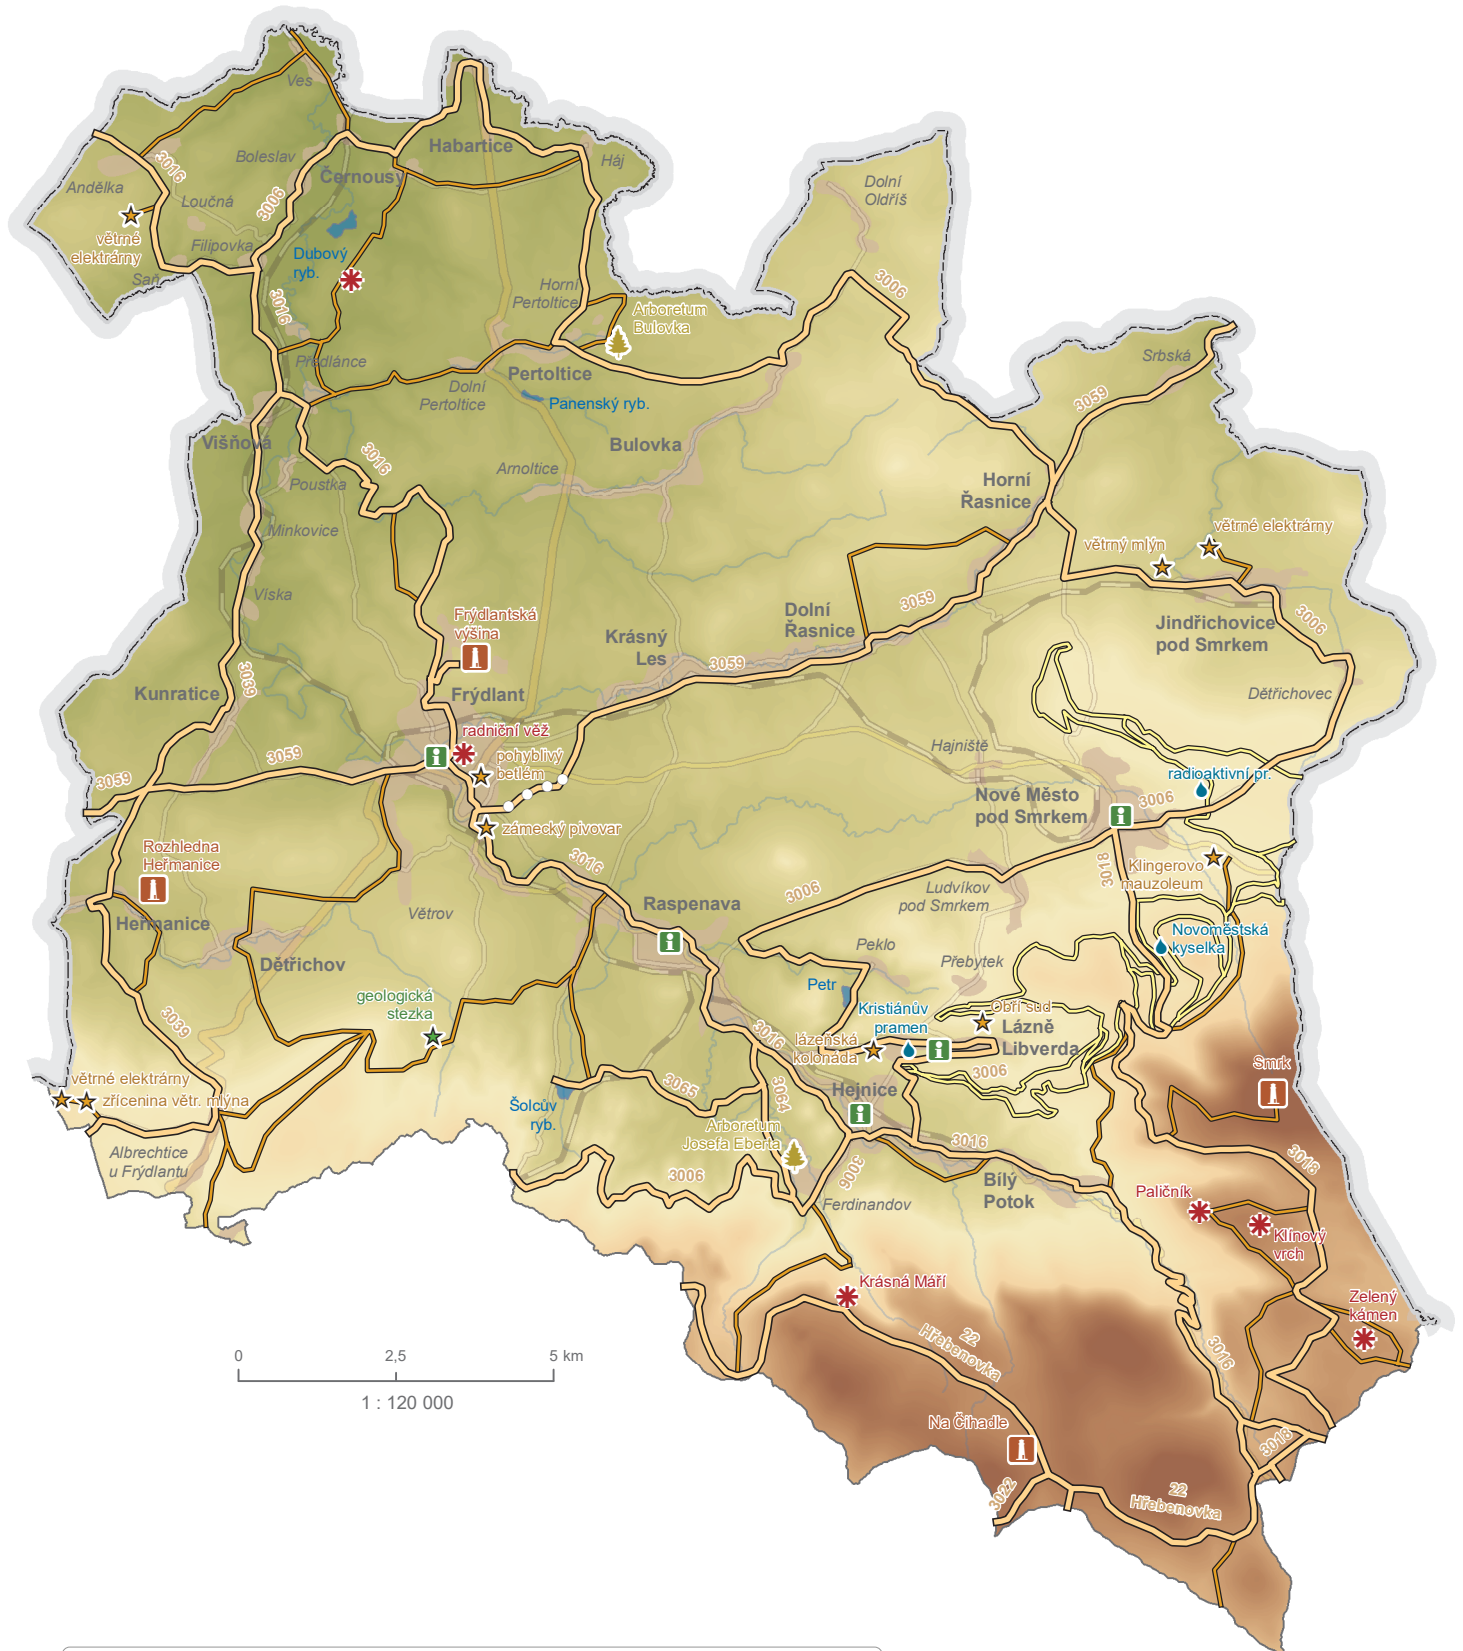 Ves
Habartice
Háj
Boleslav
3016
Černousy
Andělka
Loučná
3006
Dolní
Oldříš
větrné
elektrárny
Filipovka
Dubový
ryb.
Saň
3016
Horní
Pertoltice
3006
Arboretum
Bulovka
Předlánce
Pertoltice
Srbská
Dolní
Pertoltice
Panenský ryb.
3059
Višňová
3016
Bulovka
Arnoltice
Poustka
Horní
Řasnice
Minkovice
větrné elektrárny
větrný mlýn
Víska
Frýdlantská
výšina
Dolní
Řasnice
3059
3006
Krásný
Les
Jindřichovice
pod Smrkem
3059
3039
Kunratice
Frýdlant
Dětřichovec
radniční věž
Hajniště
3059
pohyblivý
betlém
3059
radioaktivní pr.
Nové Město
pod Smrkem
3006
zámecký pivovar
Rozhledna
Heřmanice
3016
3018
Klingerovo
mauzoleum
3006
Ludvíkov
pod Smrkem
Raspenava
Větrov
Heřmanice
Novoměstská
kyselka
Peklo
Přebytek
Dětřichov
Petr
geologická
stezka
Kristiánův
pramen
Obří sud
3039
3016
lázeňská
kolonáda
Lázně
Libverda
3006
Smrk
větrné elektrárny
zřícenina větr. mlýna
3065
3064
Hejnice
Šolcův
ryb.
Arboretum
Josefa Eberta
3016
Albrechtice
u Frýdlantu
3006
3006
3018
Bílý
Potok
Paličník
Ferdinandov
Klínový
vrch
Krásná Máří
Zelený
kámen
22
Hřebenovka
3016
0 2,5 5 km
1 : 120 000
Na Čihadle
3018
3022
22
Hřebenovka